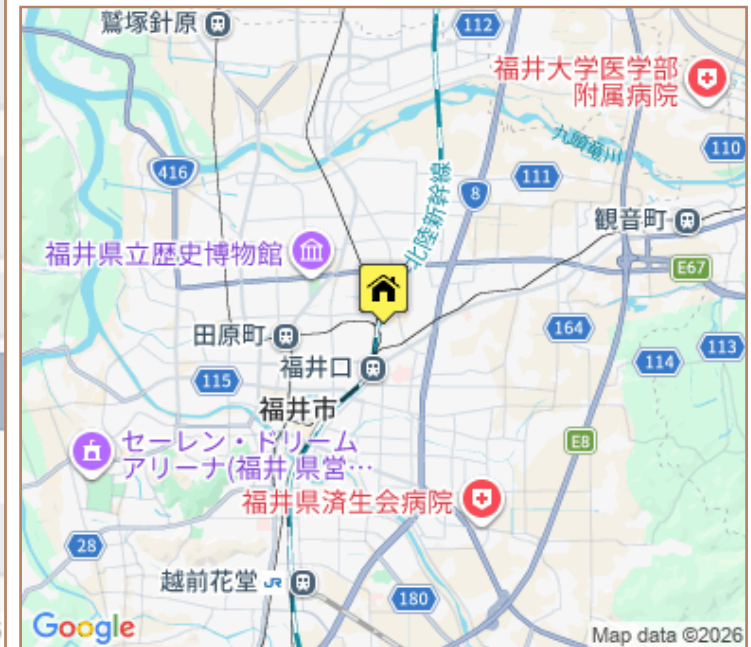 鷲塚針原
112
福井大学医学部
附属病院
九頭竜川
110
416
111
8
北陸新幹線
観音町
福井県立歴史博物館
E67
田原町
164
福井口
114
113
115
福井市
セーレン・ドリーム
アリーナ(福井 県営…
E8
福井県済生会病院
28
越前花堂 JR
180
Google
Map data ©2026